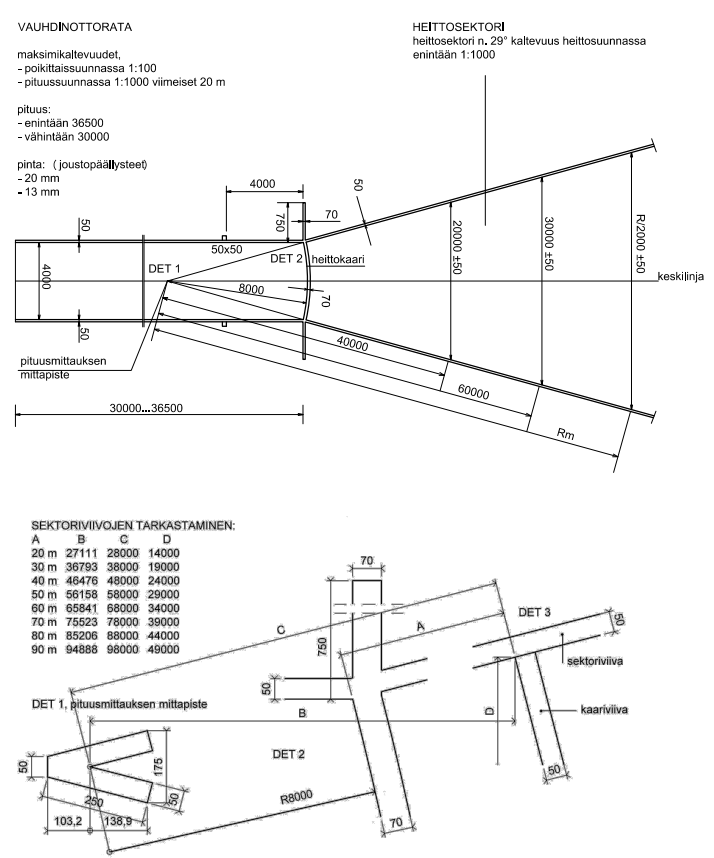 VAUHDINOTTORATA
maksimikaltevuudet,
- poikittaissuunnassa 1:100
- pituussuunnassa 1:1000 viimeiset 20 m
pituus:
- enintään 36500
- vähintään 30000
pinta: ( joustopäällysteet)
- 20 mm
- 13 mm
HEITTOSEKTORI
heittosektori n. 29° kaltevuus heittosuunnassa
enintään 1:1000
4000
50
750
70
50
50x50
DET 1
DET 2
heittokaari
4000
8000
70
50
20000 ±50
30000 ±50
R/2000 ±50
keskilinja
pituusmittauksen
mittapiste
40000
60000
Rm
30000...36500
SEKTORIVIIVOJEN TARKASTAMINEN:
A B C D
20 m 27111 28000 14000
30 m 36793 38000 19000
40 m 46476 48000 24000
50 m 56158 58000 29000
60 m 65841 68000 34000
70 m 75523 78000 39000
80 m 85206 88000 44000
90 m 94888 98000 49000
70
DET 3
50
C
A
750
sektoriviiva
50
DET 1, pituusmittauksen mittapiste
B
D
kaariviiva
DET 2
50
175
50
250
50
R8000
103,2
138,9
70